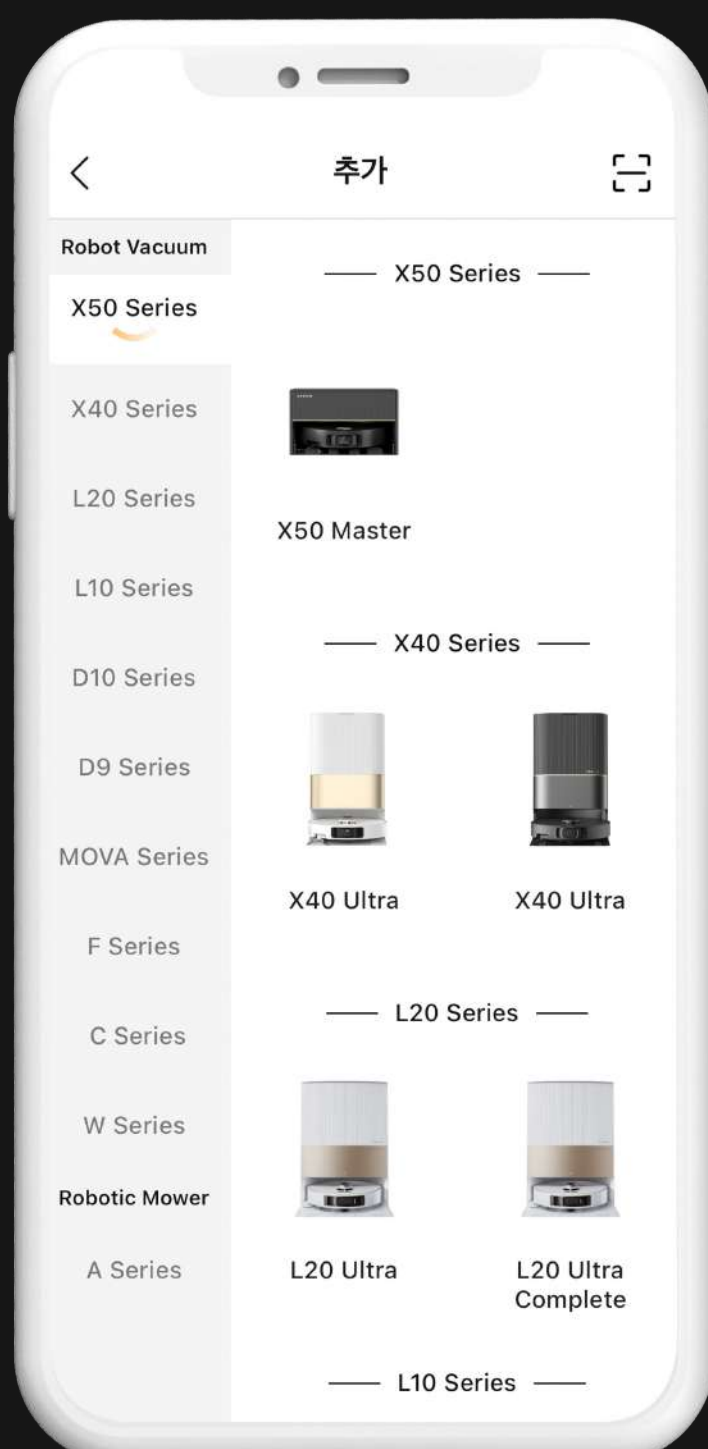 추가
Robot Vacuum
X50 Series
X40 Series
L20 Series
L10 Series
D10 Series
D9 Series
MOVA Series
F Series
C Series
W Series
Robotic Mower
A Series
X50 Series
X50 Master
X40 Series
X40 Ultra
X40 Ultra
L20 Series
L20 Ultra
L20 Ultra
Complete
L10 Series